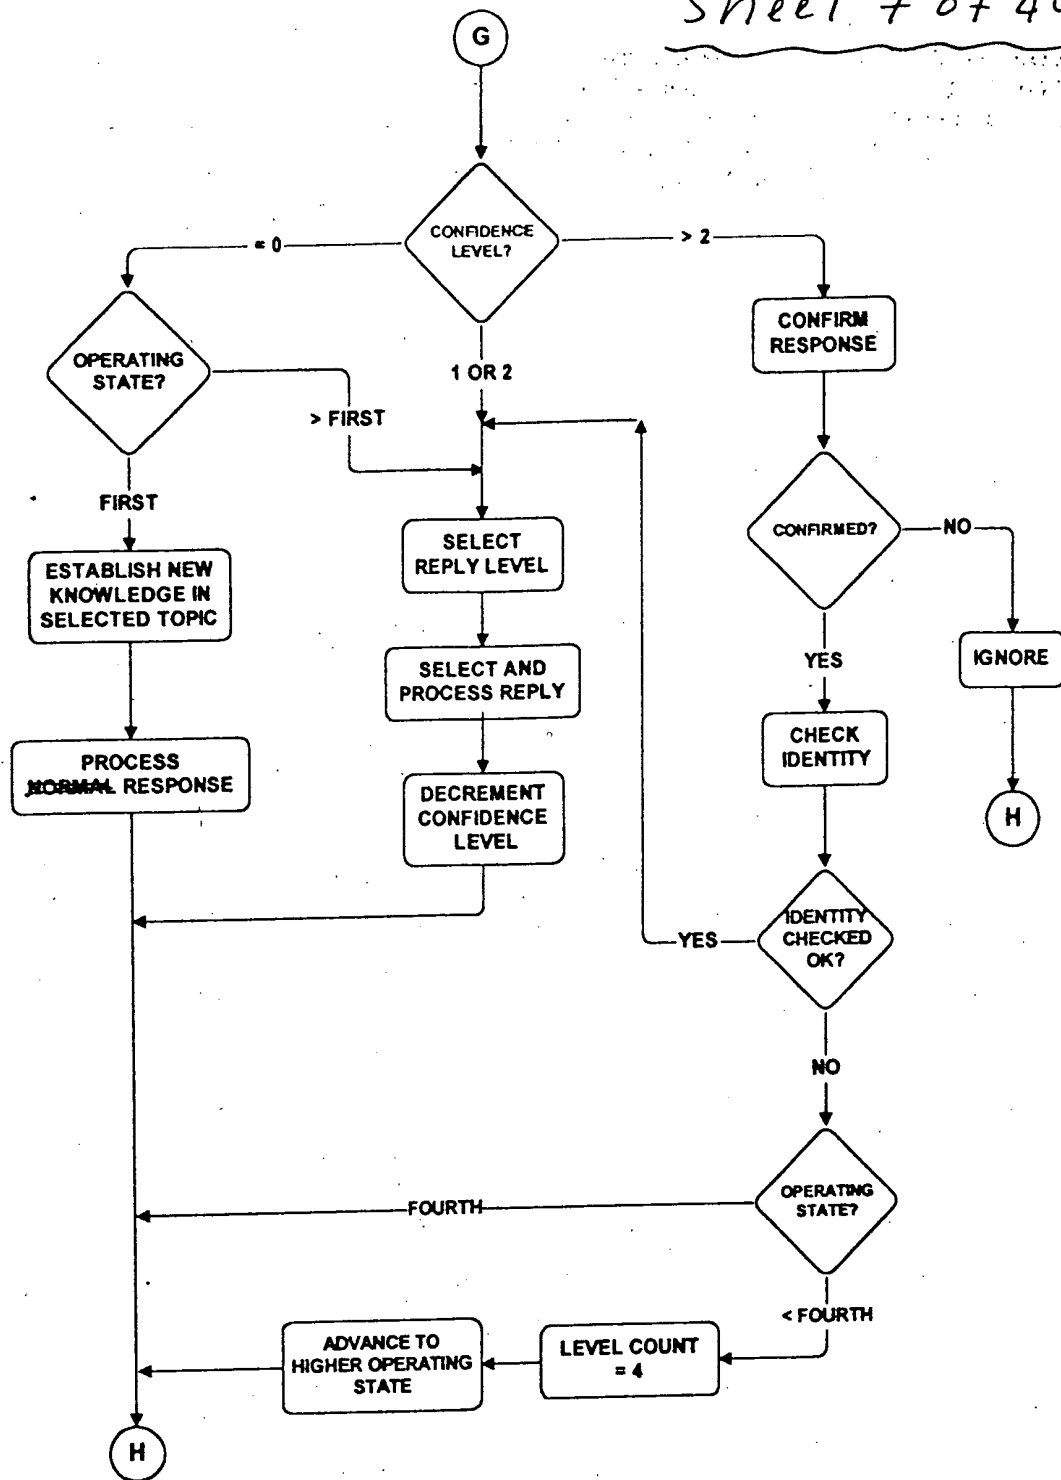 Sheet 7 of 40
G
CONFIDENCE
LEVEL?
= 0
> 2
1 OR 2
OPERATING
STATE?
> FIRST
FIRST
CONFIRM
RESPONSE
CONFIRMED?
NO
YES
IGNORE
H
ESTABLISH NEW
KNOWLEDGE IN
SELECTED TOPIC
SELECT
REPLY LEVEL
SELECT AND
PROCESS REPLY
PROCESS
NORMAL RESPONSE
DECREMENT
CONFIDENCE
LEVEL
CHECK
IDENTITY
IDENTITY
CHECKED
OK?
YES
NO
OPERATING
STATE?
FOURTH
< FOURTH
LEVEL COUNT
= 4
ADVANCE TO
HIGHER OPERATING
STATE
H